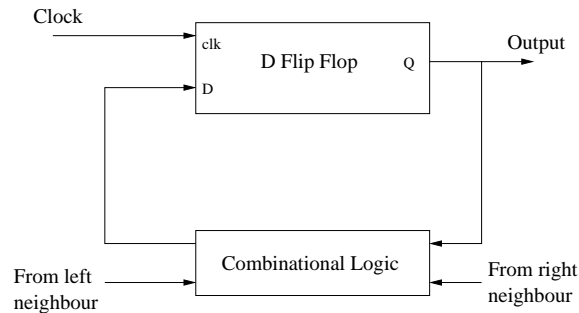 Clock
clk
D Flip Flop
Q
Output
D
Combinational Logic
From left
neighbour
From right
neighbour